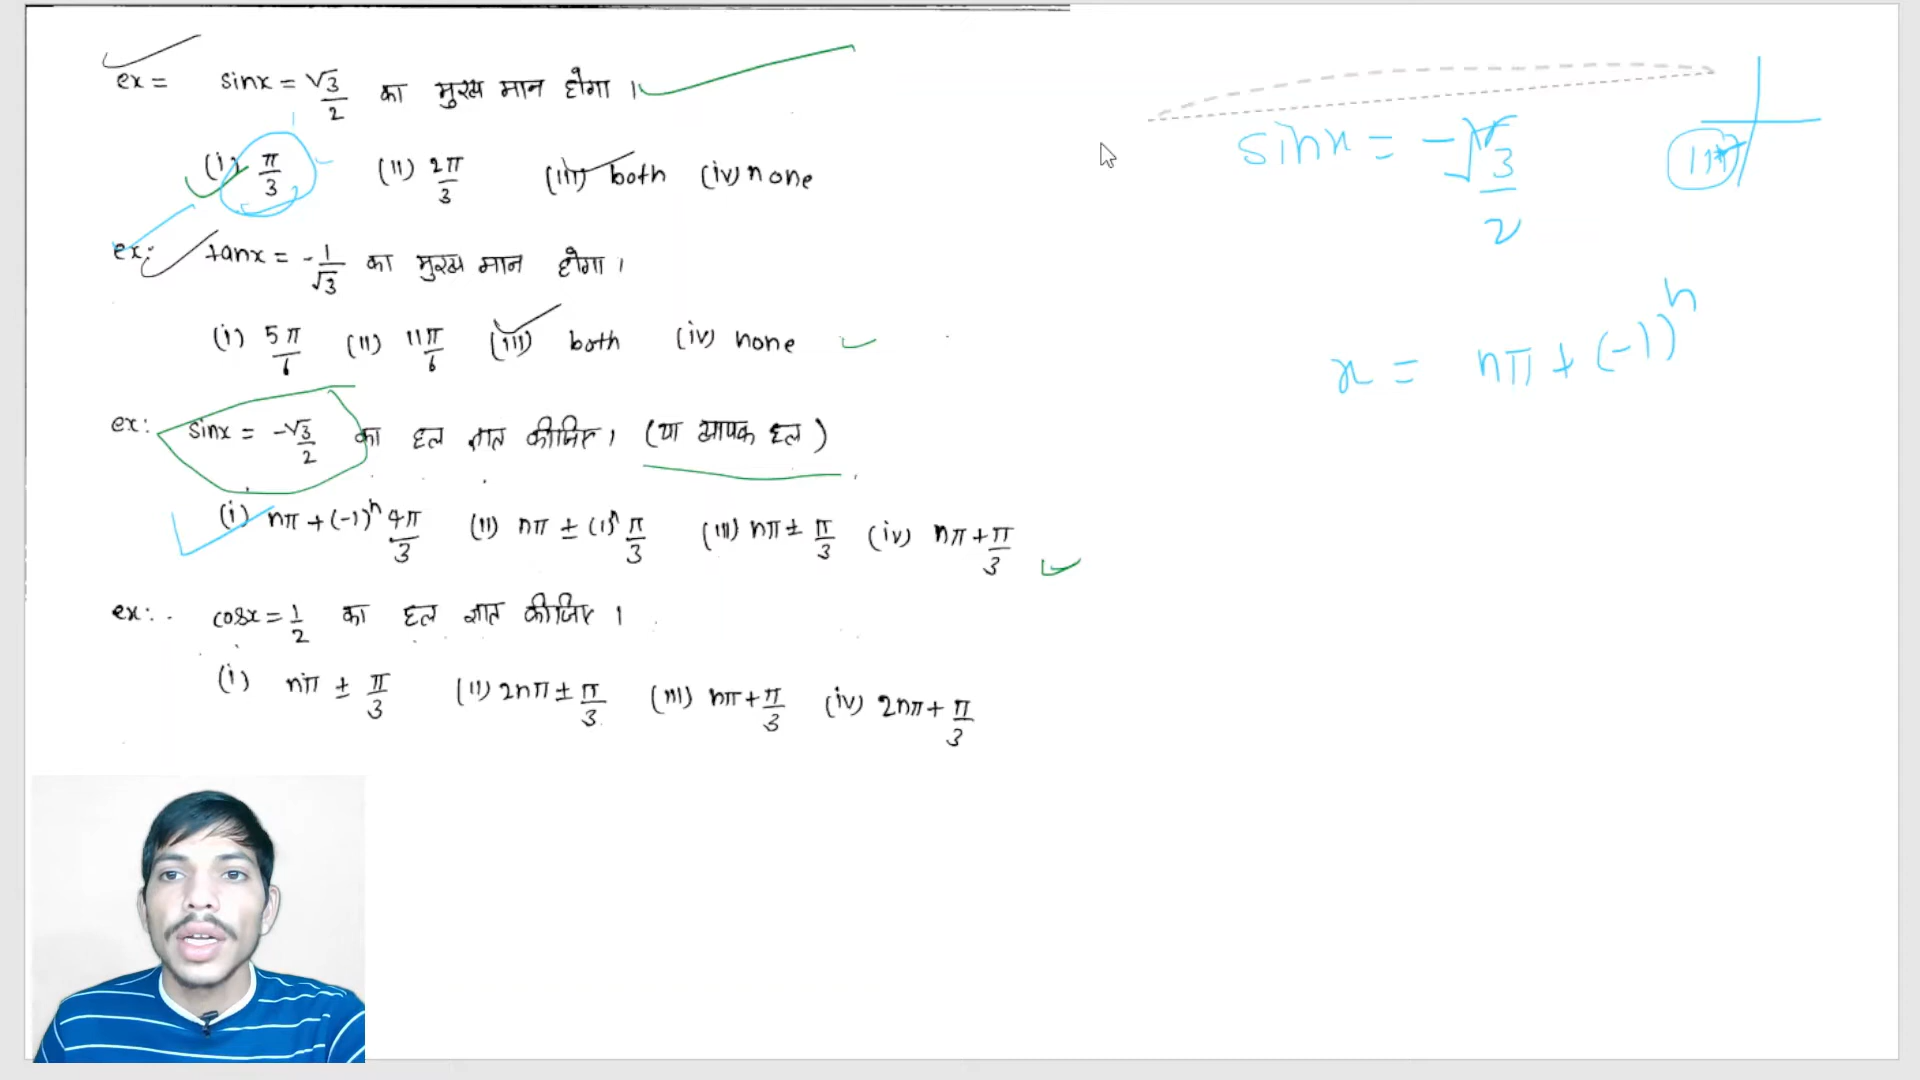 ex = sinx = √3/2 का मुख्य मान होगा ।
(i) π/3 (ii) 2π/3 (iii) both (iv) none
ex: tanx = -1/√3 का मुख्य मान होगा ।
(i) 5π/6 (ii) 11π/6 (iii) both (iv) none
ex: sinx = -√3/2 का हल ज्ञात कीजिए । (या व्यापक हल)
(i) nπ + (-1)ⁿ 4π/3 (ii) nπ ± (1)ⁿ π/3 (iii) nπ ± π/3 (iv) nπ + π/3
ex: cosx = 1/2 का हल ज्ञात कीजिए ।
(i) nπ ± π/3 (ii) 2nπ ± π/3 (iii) nπ + π/3 (iv) 2nπ + π/3
sinx = -√3/2
x = nπ + (-1)ⁿ